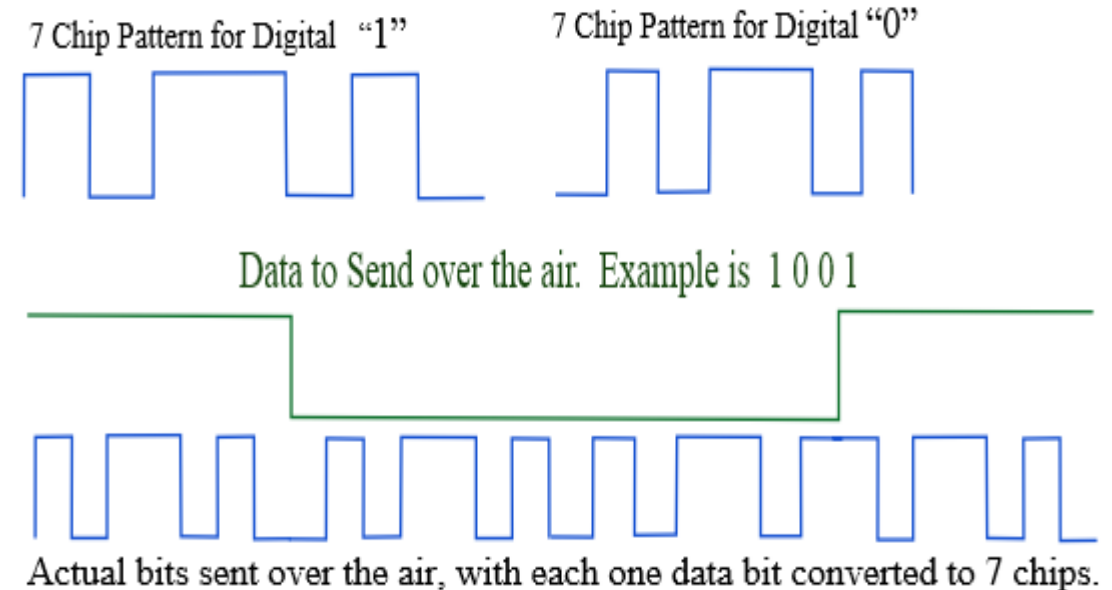 7 Chip Pattern for Digital “1”
7 Chip Pattern for Digital “0”
Data to Send over the air. Example is 1 0 0 1
Actual bits sent over the air, with each one data bit converted to 7 chips.